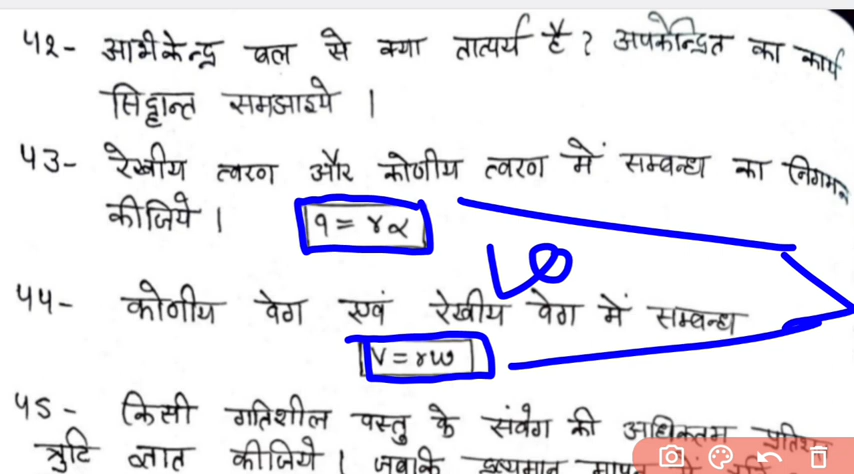 42- अभिकेन्द्र बल से क्या तात्पर्य है? अपकेन्द्रित का कार्य
सिद्धान्त समझाइये।
43- रेखीय त्वरण और कोणीय त्वरण में सम्बन्ध का निगमन
कीजिये।
a = rα
44- कोणीय वेग एवं रेखीय वेग में सम्बन्ध
V = rω
45- किसी गतिशील वस्तु के संवेग की अधिकतम प्रतिशत
त्रुटि ज्ञात कीजिये। जबकि द्रव्यमान मापन में